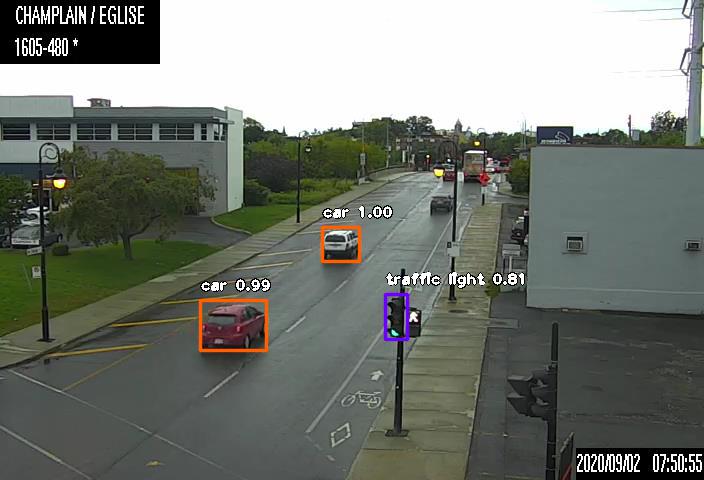 CHAMPLAIN / EGLISE
1605-480 *
car 1.00
car 0.99
traffic light 0.81
2020/09/02 07:50:55